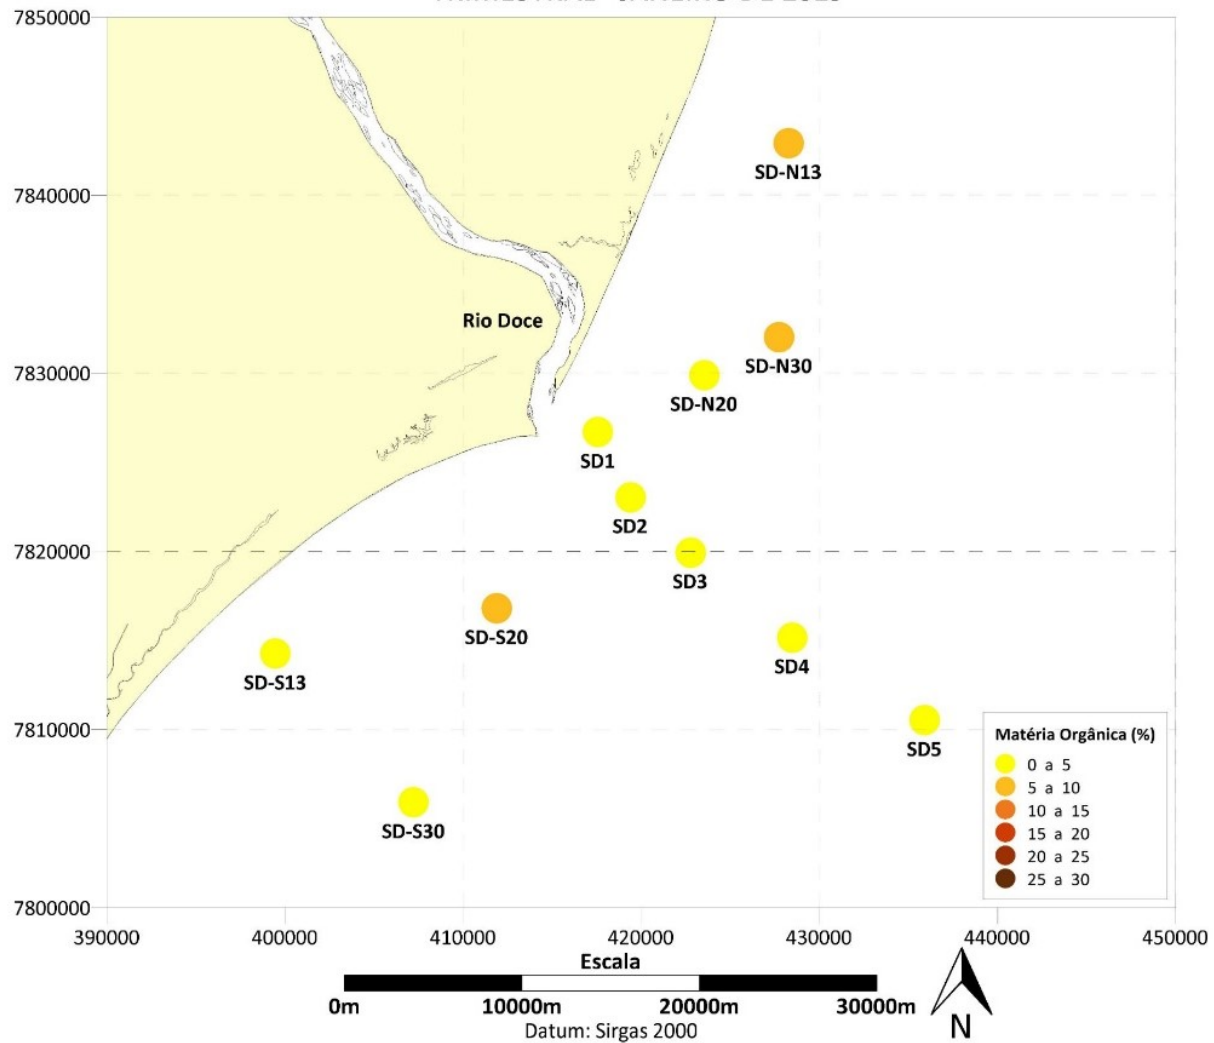 7850000
SD-N13
7840000
Rio Doce
SD-N30
7830000
SD-N20
SD1
SD2
7820000
SD3
SD-S20
SD4
SD-S13
7810000
SD5
Matéria Orgânica (%)
0 a 5
5 a 10
10 a 15
15 a 20
20 a 25
25 a 30
SD-S30
7800000
390000 400000 410000 420000 430000 440000 450000
Escala
0m 10000m 20000m 30000m
Datum: Sirgas 2000
N